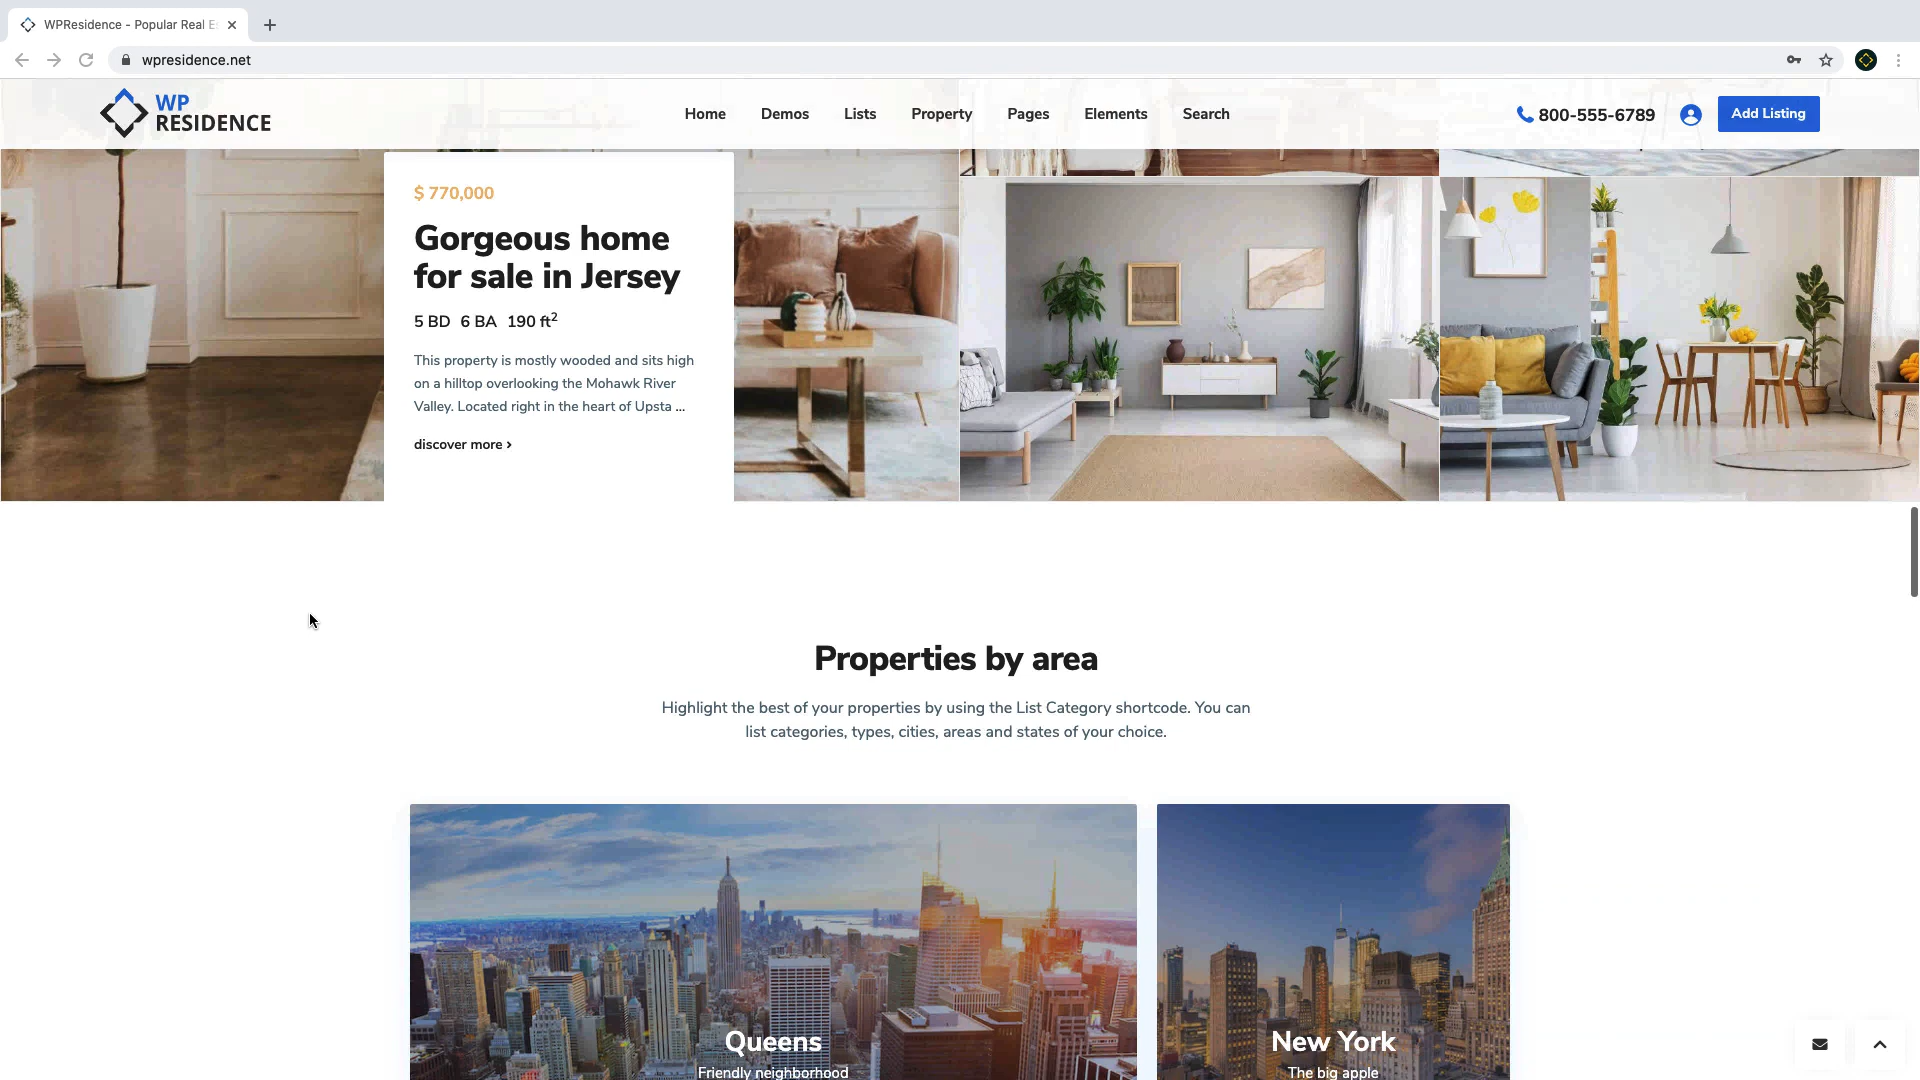 WPResidence - Popular Real E
wpresidence.net
WP
RESIDENCE
Home
Demos
Lists
Property
Pages
Elements
Search
800-555-6789
Add Listing
$ 770,000
Gorgeous home
for sale in Jersey
5 BD 6 BA 190 ft²
This property is mostly wooded and sits high
on a hilltop overlooking the Mohawk River
Valley. Located right in the heart of Upsta ...
discover more ›
Properties by area
Highlight the best of your properties by using the List Category shortcode. You can
list categories, types, cities, areas and states of your choice.
Queens
Friendly neighborhood
New York
The big apple